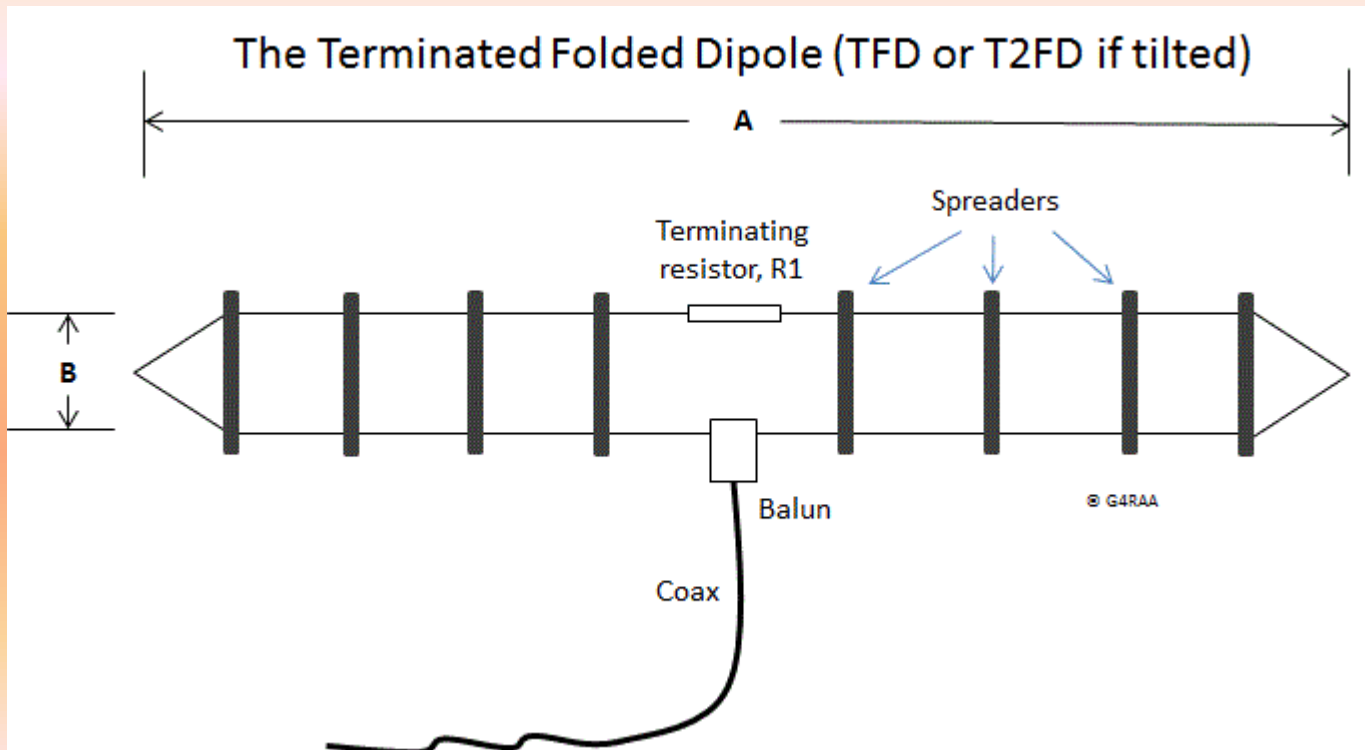 The Terminated Folded Dipole (TFD or T2FD if tilted)
A
Spreaders
Terminating
resistor, R1
B
Balun
© G4RAA
Coax